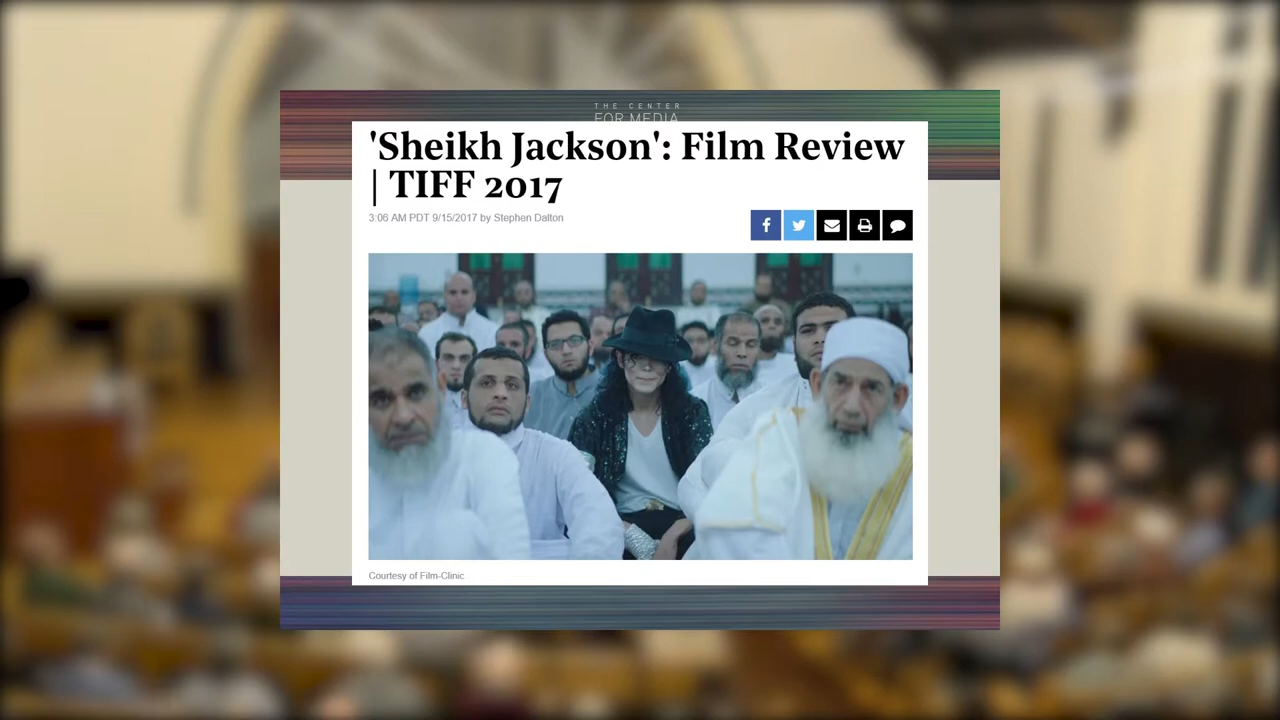 THE CENTER
FOR MEDIA
'Sheikh Jackson': Film Review
| TIFF 2017
3:06 AM PDT 9/15/2017 by Stephen Dalton
Courtesy of Film-Clinic